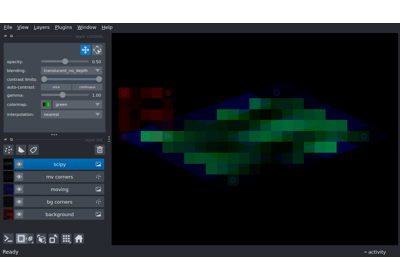 File View Layers Plugins Window Help
opacity: 0.50
blending: translucent_no_depth
contrast limits:
auto-contrast: once continuous
gamma: 1.00
colormap: green
interpolation: nearest
scipy
mv corners
moving
bg corners
background
Ready activity